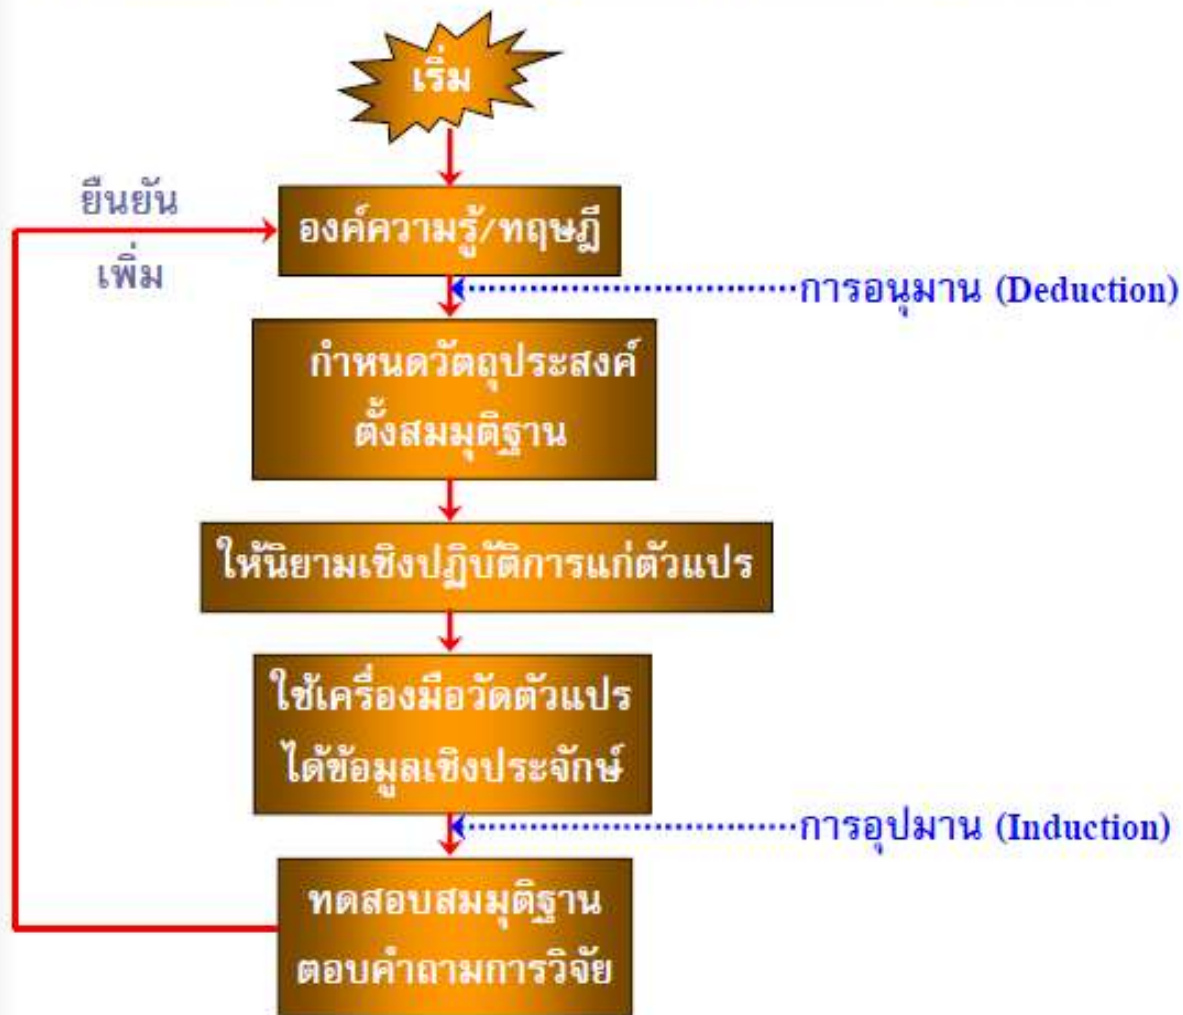 เริ่ม
ยืนยัน
องค์ความรู้/ทฤษฎี
เพิ่ม
การอนุมาน (Deduction)
กำหนดวัตถุประสงค์
ตั้งสมมุติฐาน
ให้นิยามเชิงปฏิบัติการแก่ตัวแปร
ใช้เครื่องมือวัดตัวแปร
ได้ข้อมูลเชิงประจักษ์
การอุปมาน (Induction)
ทดสอบสมมุติฐาน
ตอบคำถามการวิจัย